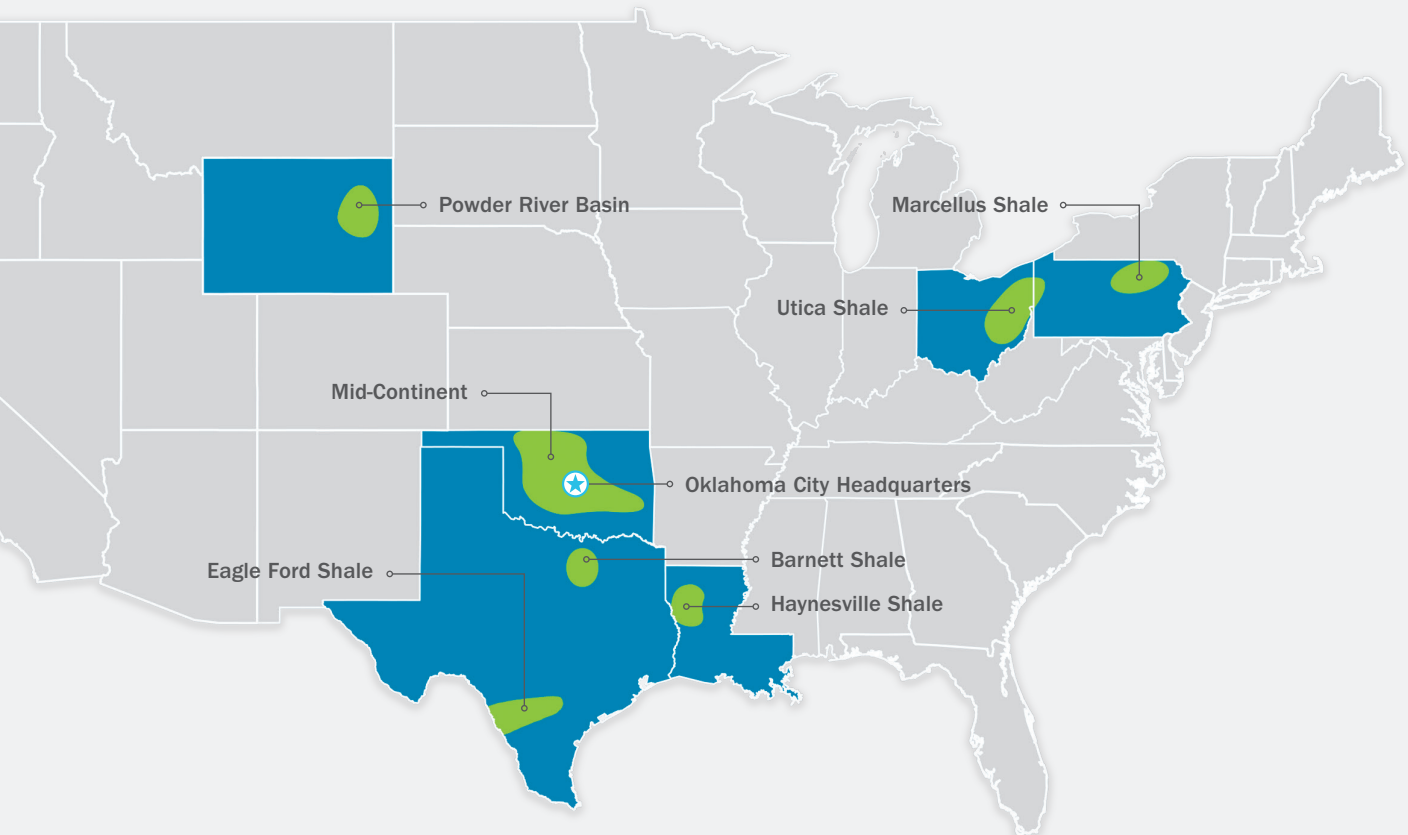 Powder River Basin
Marcellus Shale
Utica Shale
Mid-Continent
Oklahoma City Headquarters
Barnett Shale
Eagle Ford Shale
Haynesville Shale